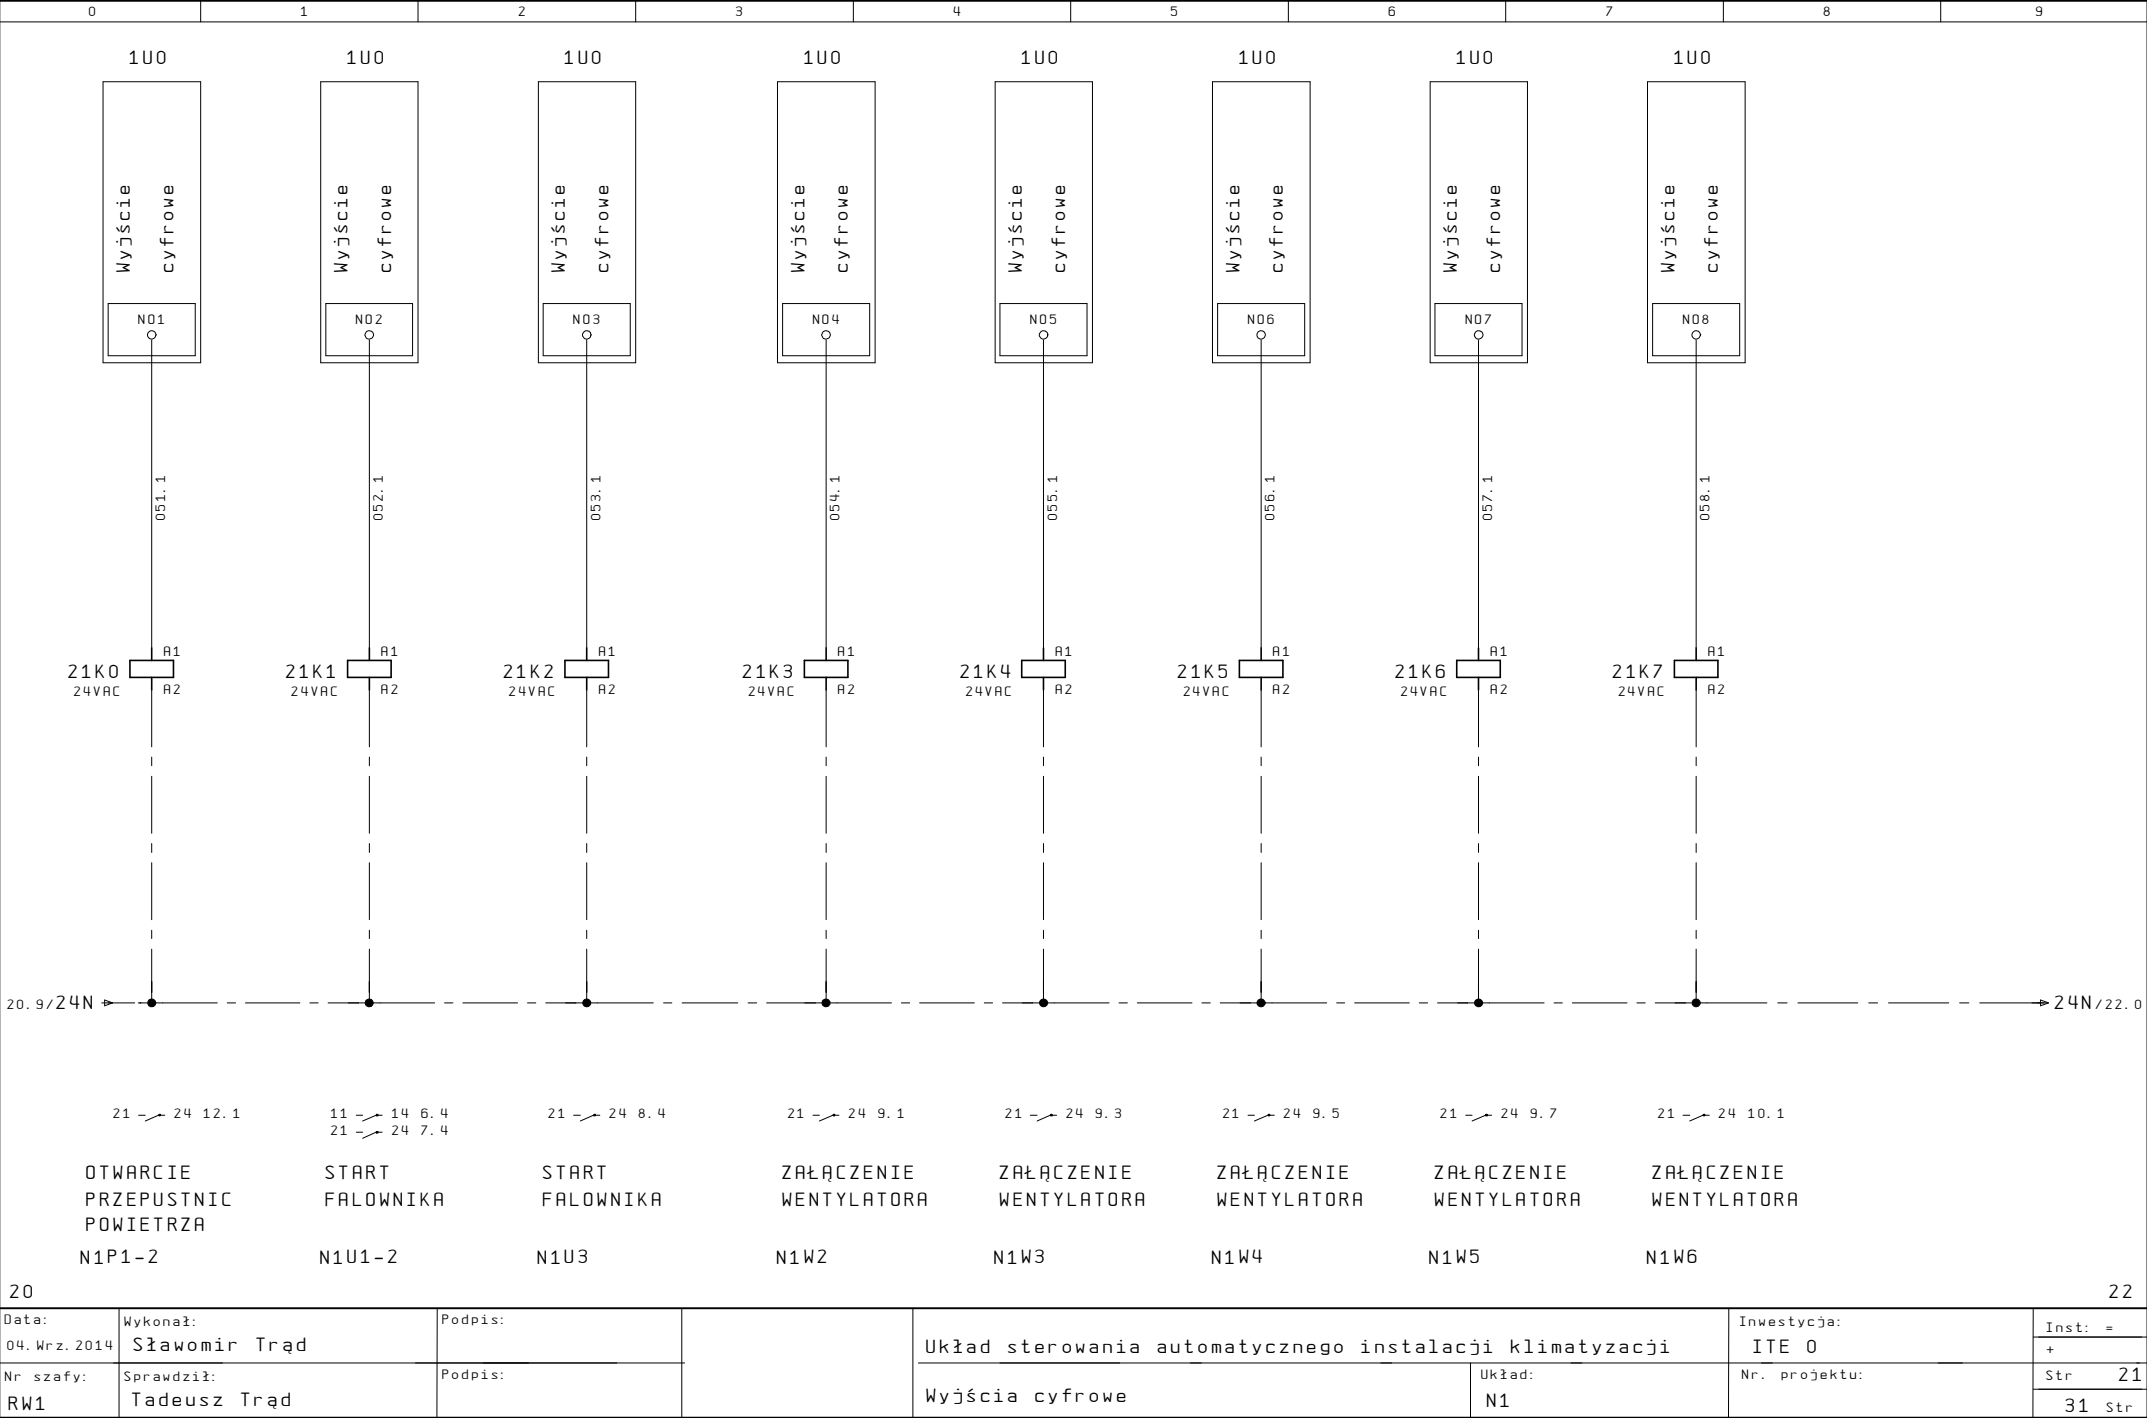 0 1 2 3 4 5 6 7 8 9
1U0 1U0 1U0 1U0 1U0 1U0 1U0 1U0
Wyjście cyfrowe Wyjście cyfrowe Wyjście cyfrowe Wyjście cyfrowe Wyjście cyfrowe Wyjście cyfrowe Wyjście cyfrowe Wyjście cyfrowe
NO1 NO2 NO3 NO4 NO5 NO6 NO7 NO8
051.1 052.1 053.1 054.1 055.1 056.1 057.1 058.1
A1 A1 A1 A1 A1 A1 A1 A1
21K0 21K1 21K2 21K3 21K4 21K5 21K6 21K7
24VAC A2 24VAC A2 24VAC A2 24VAC A2 24VAC A2 24VAC A2 24VAC A2 24VAC A2
20.9/24N 24N/22.0
21 24 12.1 11 14 6.4 21 24 8.4 21 24 9.1 21 24 9.3 21 24 9.5 21 24 9.7 21 24 10.1
21 24 7.4
OTWARCIE START START ZAŁĄCZENIE ZAŁĄCZENIE ZAŁĄCZENIE ZAŁĄCZENIE ZAŁĄCZENIE
PRZEPUSTNIC FALOWNIKA FALOWNIKA WENTYLATORA WENTYLATORA WENTYLATORA WENTYLATORA WENTYLATORA
POWIETRZA
N1P1-2 N1U1-2 N1U3 N1W2 N1W3 N1W4 N1W5 N1W6
20 22
Data: Wykonał: Podpis: Inwestycja: Inst: =
04.Wrz.2014 Sławomir Trąd Układ sterowania automatycznego instalacji klimatyzacji ITE O +
Nr szafy: Sprawdził: Podpis: Układ: Nr. projektu: Str 21
RW1 Tadeusz Trąd Wyjścia cyfrowe N1 31 Str